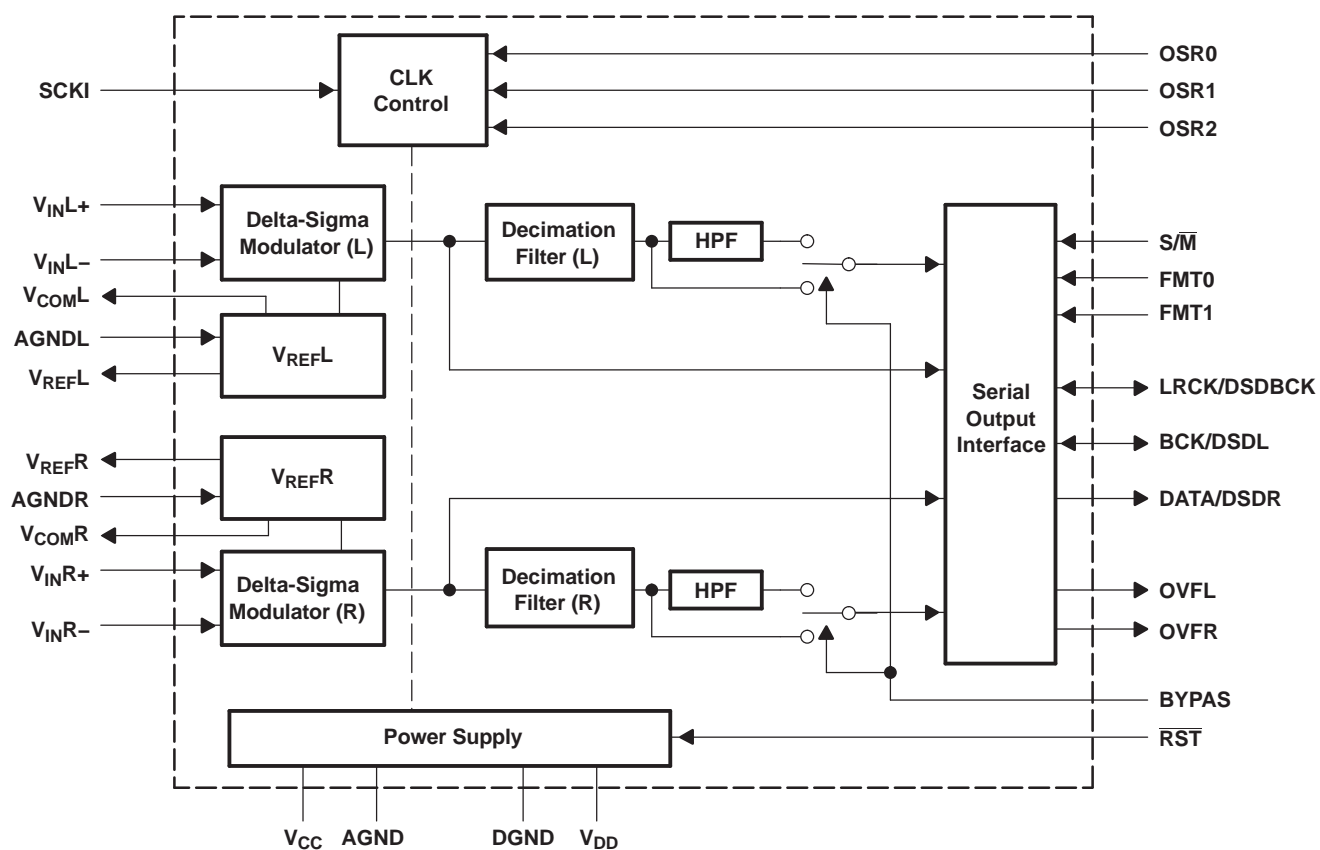 OSR0
SCKI
CLK
Control
OSR1
OSR2
VINL+
VINL–
VCOML
AGNDL
VREFL
Delta-Sigma
Modulator (L)
VREFL
Decimation
Filter (L)
HPF
S/M̅
FMT0
FMT1
Serial
Output
Interface
LRCK/DSDBCK
BCK/DSDL
DATA/DSDR
OVFL
OVFR
VREFR
AGNDR
VCOMR
VINR+
VINR–
VREFR
Delta-Sigma
Modulator (R)
Decimation
Filter (R)
HPF
BYPAS
Power Supply
R̅S̅T̅
VCC
AGND
DGND
VDD